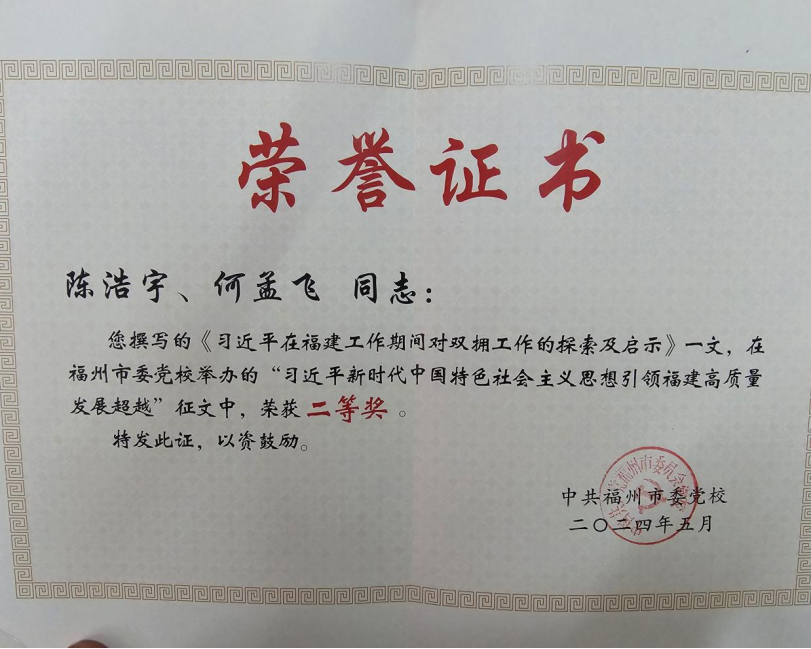 荣誉证书
陈浩宇、何孟飞 同志：
您撰写的《习近平在福建工作期间对双拥工作的探索及启示》一文，在
福州市委党校举办的“习近平新时代中国特色社会主义思想引领福建高质量
发展超越”征文中，荣获 二等奖 。
特发此证，以资鼓励。
中共福州市委党校
二〇二四年五月